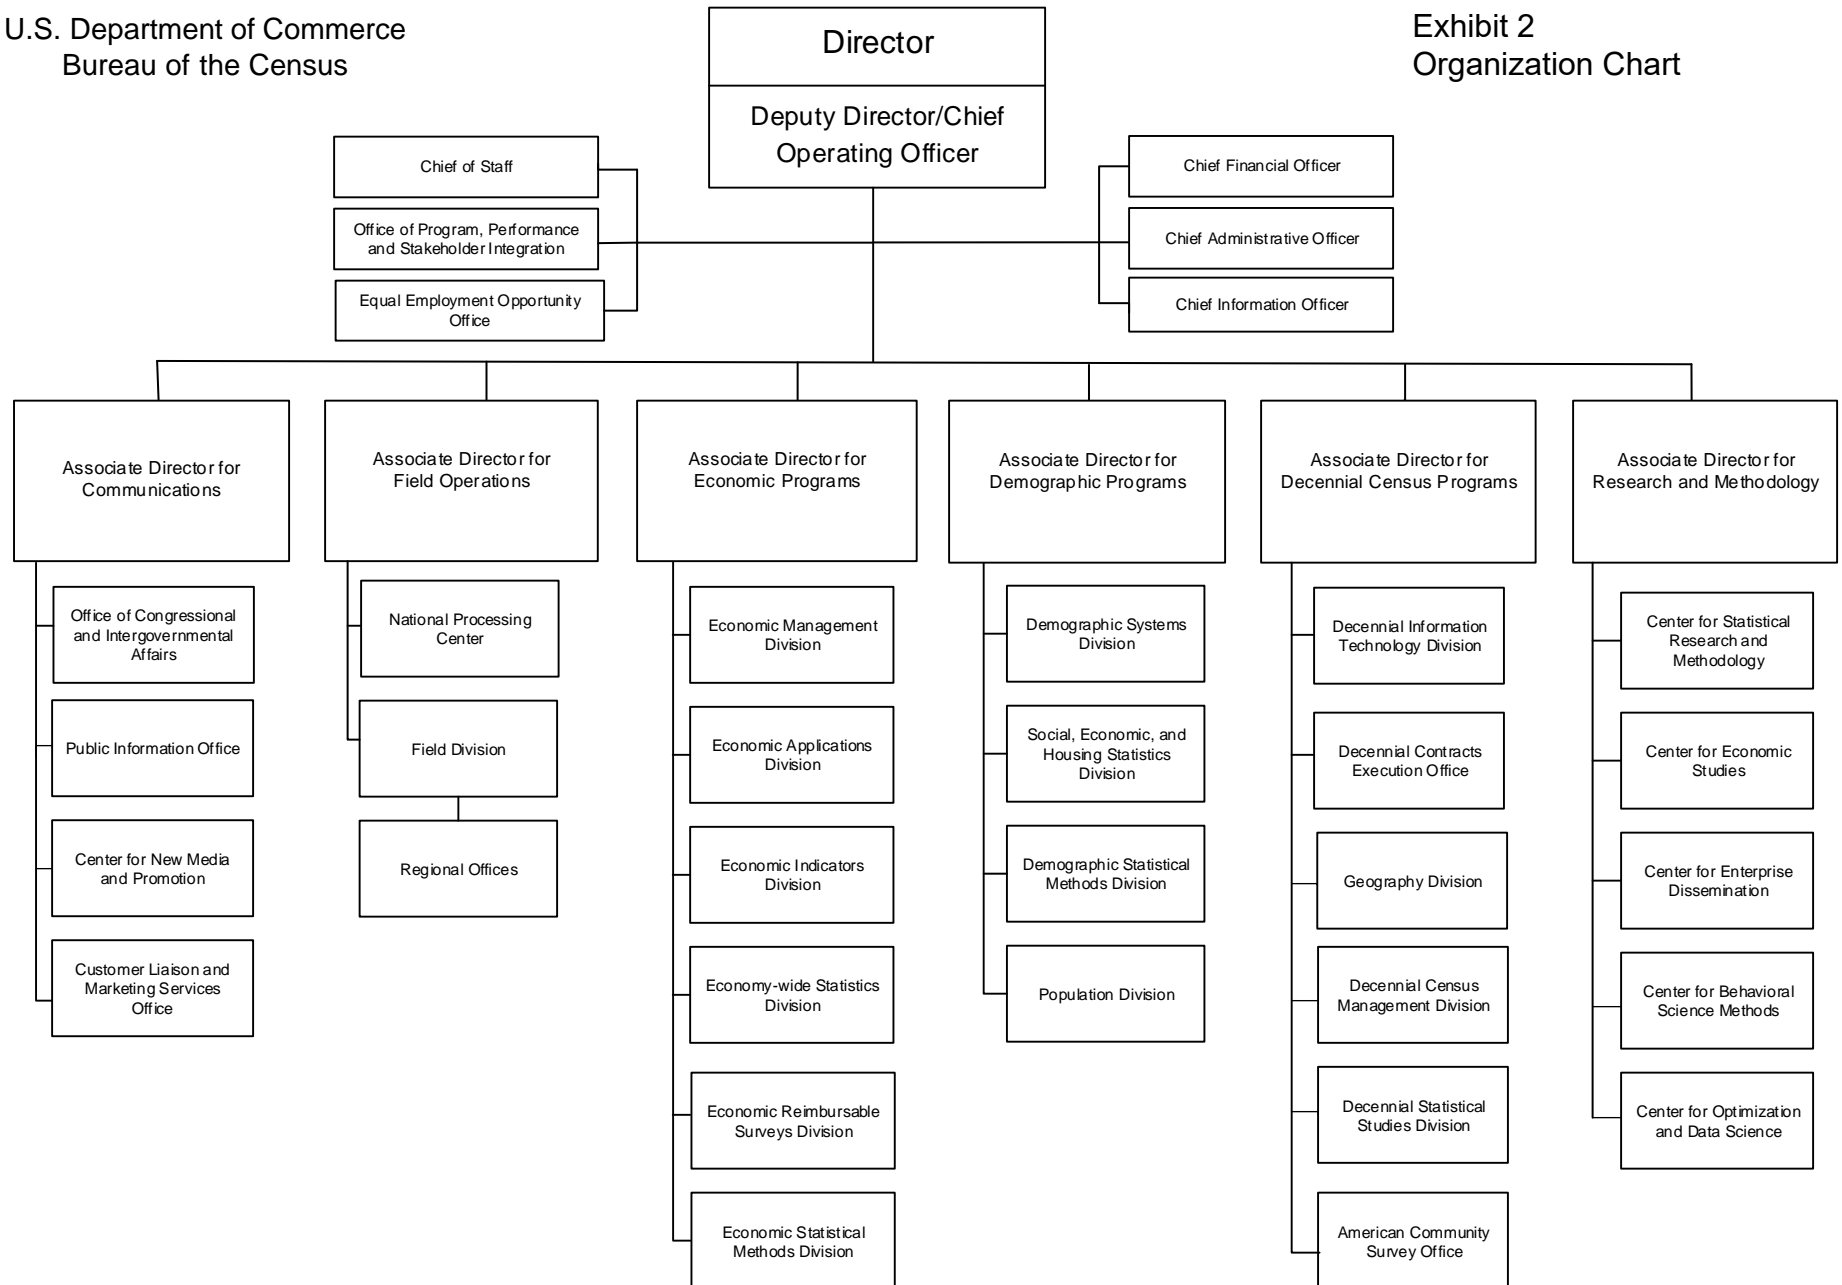 U.S. Department of Commerce
Bureau of the Census
Exhibit 2
Organization Chart
Director
Deputy Director/Chief
Operating Officer
Chief of Staff
Office of Program, Performance
and Stakeholder Integration
Equal Employment Opportunity
Office
Chief Financial Officer
Chief Administrative Officer
Chief Information Officer
Associate Director for
Communications
Office of Congressional
and Intergovernmental
Affairs
Public Information Office
Center for New Media
and Promotion
Customer Liaison and
Marketing Services
Office
Associate Director for
Field Operations
National Processing
Center
Field Division
Regional Offices
Associate Director for
Economic Programs
Economic Management
Division
Economic Applications
Division
Economic Indicators
Division
Economy-wide Statistics
Division
Economic Reimbursable
Surveys Division
Economic Statistical
Methods Division
Associate Director for
Demographic Programs
Demographic Systems
Division
Social, Economic, and
Housing Statistics
Division
Demographic Statistical
Methods Division
Population Division
Associate Director for
Decennial Census Programs
Decennial Information
Technology Division
Decennial Contracts
Execution Office
Geography Division
Decennial Census
Management Division
Decennial Statistical
Studies Division
American Community
Survey Office
Associate Director for
Research and Methodology
Center for Statistical
Research and
Methodology
Center for Economic
Studies
Center for Enterprise
Dissemination
Center for Behavioral
Science Methods
Center for Optimization
and Data Science